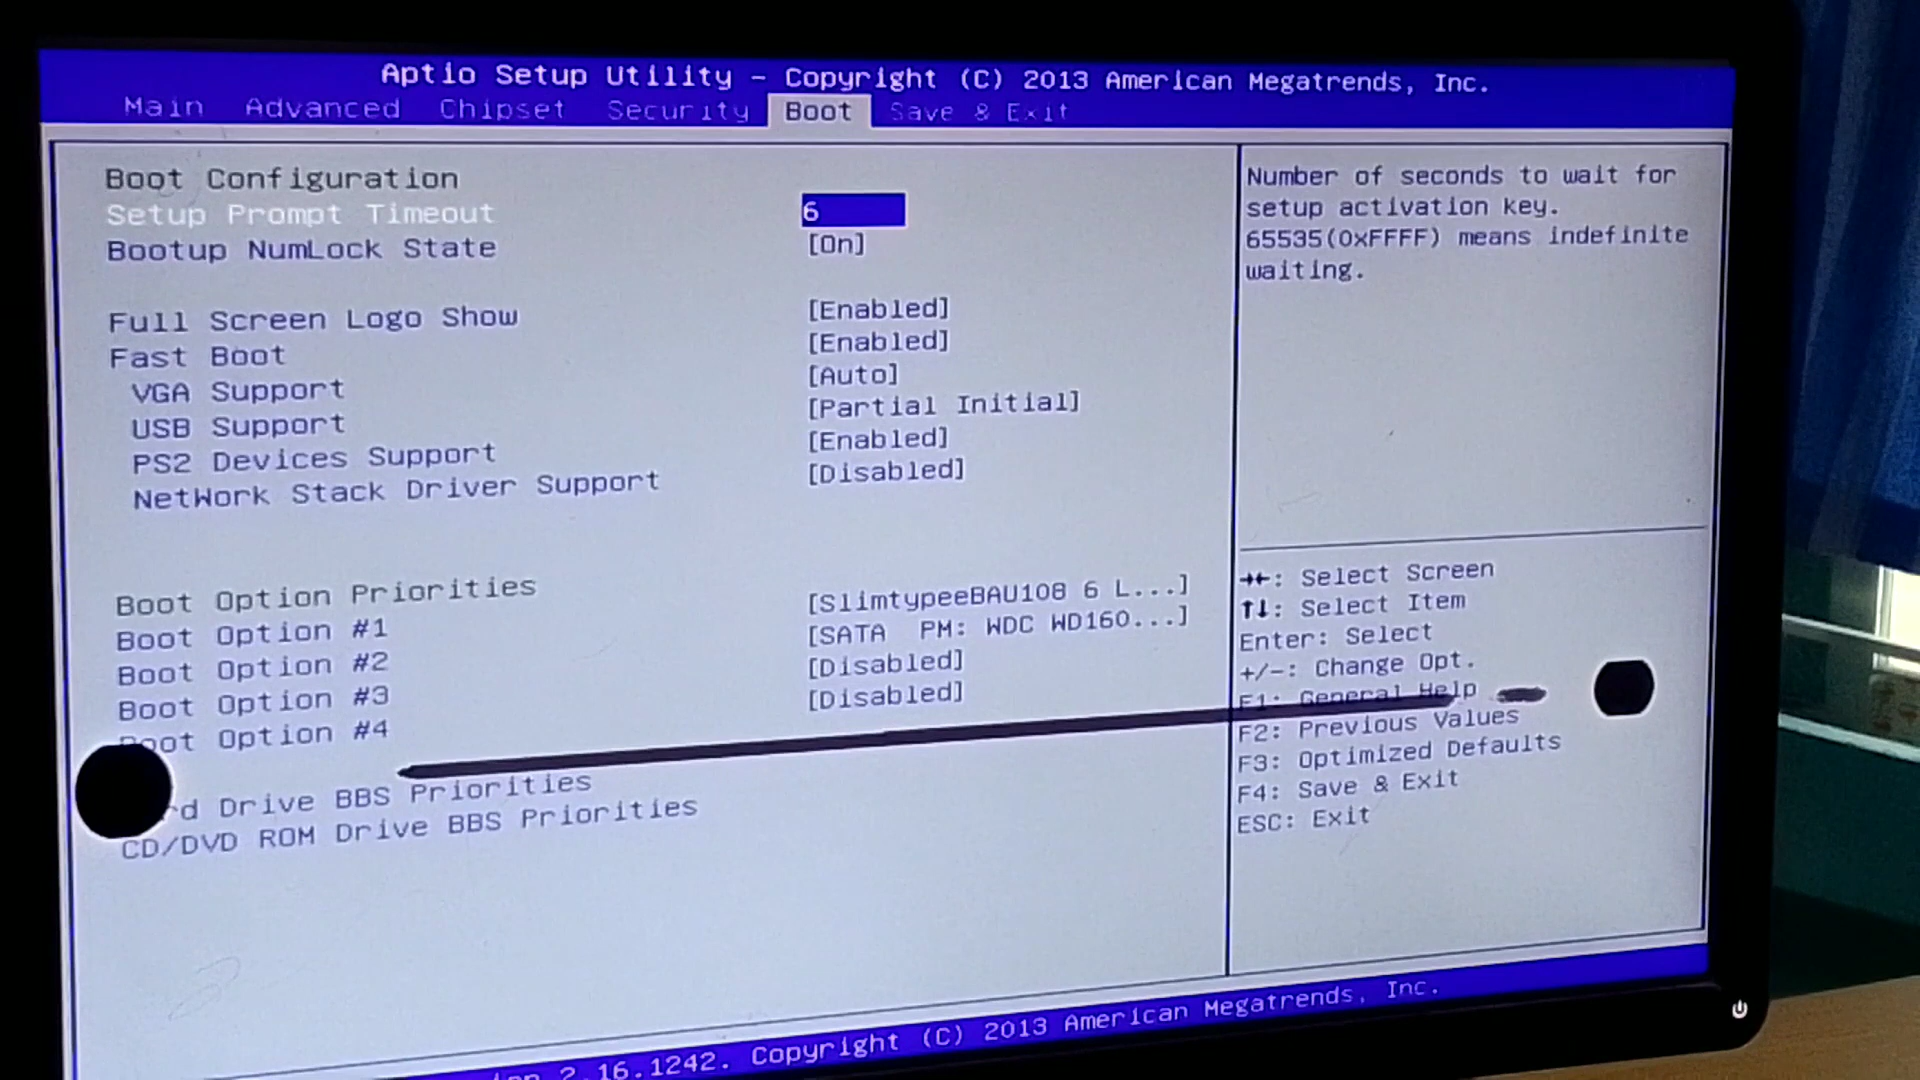 Aptio Setup Utility - Copyright (C) 2013 American Megatrends, Inc.
Main Advanced Chipset Security Boot Save & Exit
Boot Configuration
Setup Prompt Timeout 6
Bootup NumLock State [On]
Full Screen Logo Show [Enabled]
Fast Boot [Enabled]
VGA Support [Auto]
USB Support [Partial Initial]
PS2 Devices Support [Enabled]
NetWork Stack Driver Support [Disabled]
Boot Option Priorities
Boot Option #1 [SlimtypeeBAU108 6 L...]
Boot Option #2 [SATA PM: WDC WD160...]
Boot Option #3 [Disabled]
Boot Option #4 [Disabled]
Drive BBS Priorities
CD/DVD ROM Drive BBS Priorities
Number of seconds to wait for
setup activation key.
65535(0xFFFF) means indefinite
waiting.
→←: Select Screen
↑↓: Select Item
Enter: Select
+/-: Change Opt.
F1: General Help
F2: Previous Values
F3: Optimized Defaults
F4: Save & Exit
ESC: Exit
2.16.1242. Copyright (C) 2013 American Megatrends, Inc.